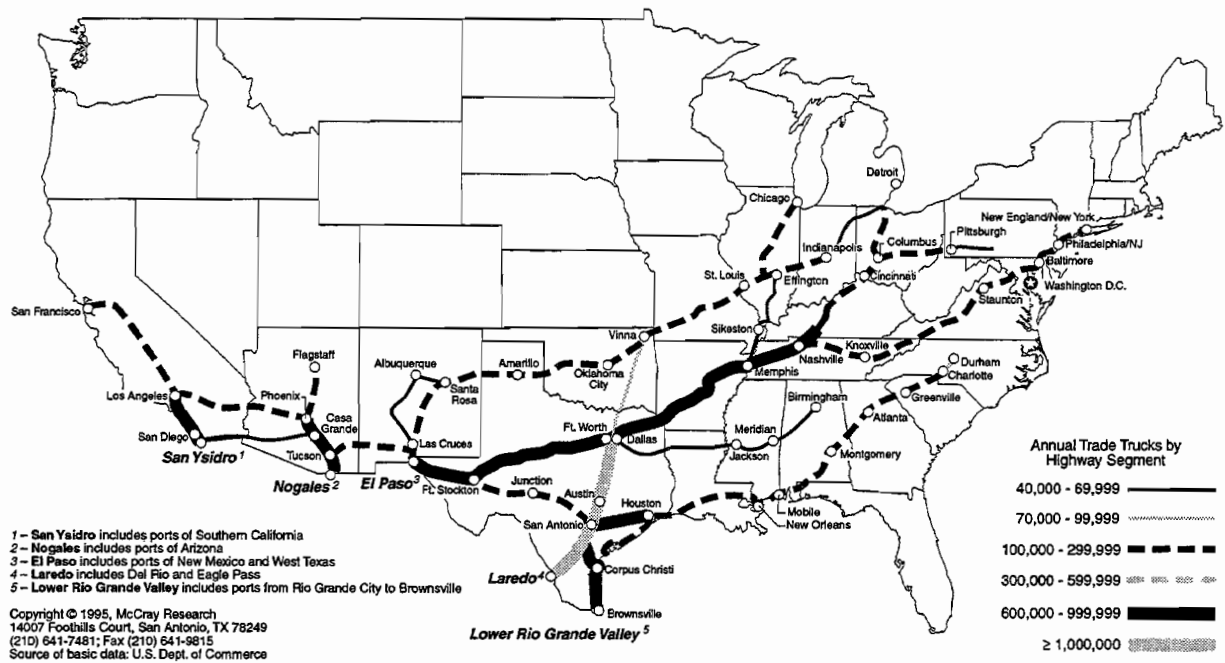 Detroit
Chicago
New England/New York
Pittsburgh
Columbus
Indianapolis
Philadelphia/NJ
Baltimore
St. Louis
Effington
Cincinnati
Washington D.C.
Staunton
San Francisco
Sikeston
Vinna
Knoxville
Nashville
Flagstaff
Albuquerque
Amarillo
Oklahoma
City
Memphis
Durham
Charlotte
Santa
Rosa
Los Angeles
Phoenix
Birmingham
Greenville
Casa
Grande
Atlanta
San Diego
Las Cruces
Ft. Worth
Dallas
Meridian
Jackson
San Ysidro 1
Tucson
Montgomery
Nogales 2
El Paso 3
Ft. Stockton
Junction
Austin
Houston
Mobile
New Orleans
San Antonio
Corpus Christi
Laredo 4
Brownsville
Lower Rio Grande Valley 5
Annual Trade Trucks by
Highway Segment
40,000 - 69,999
70,000 - 99,999
100,000 - 299,999
300,000 - 599,999
600,000 - 999,999
≥ 1,000,000
1 – San Ysidro includes ports of Southern California
2 – Nogales includes ports of Arizona
3 – El Paso includes ports of New Mexico and West Texas
4 – Laredo includes Del Rio and Eagle Pass
5 – Lower Rio Grande Valley includes ports from Rio Grande City to Brownsville
Copyright © 1995, McCray Research
14007 Foothills Court, San Antonio, TX 78249
(210) 641-7481; Fax (210) 641-9815
Source of basic data: U.S. Dept. of Commerce